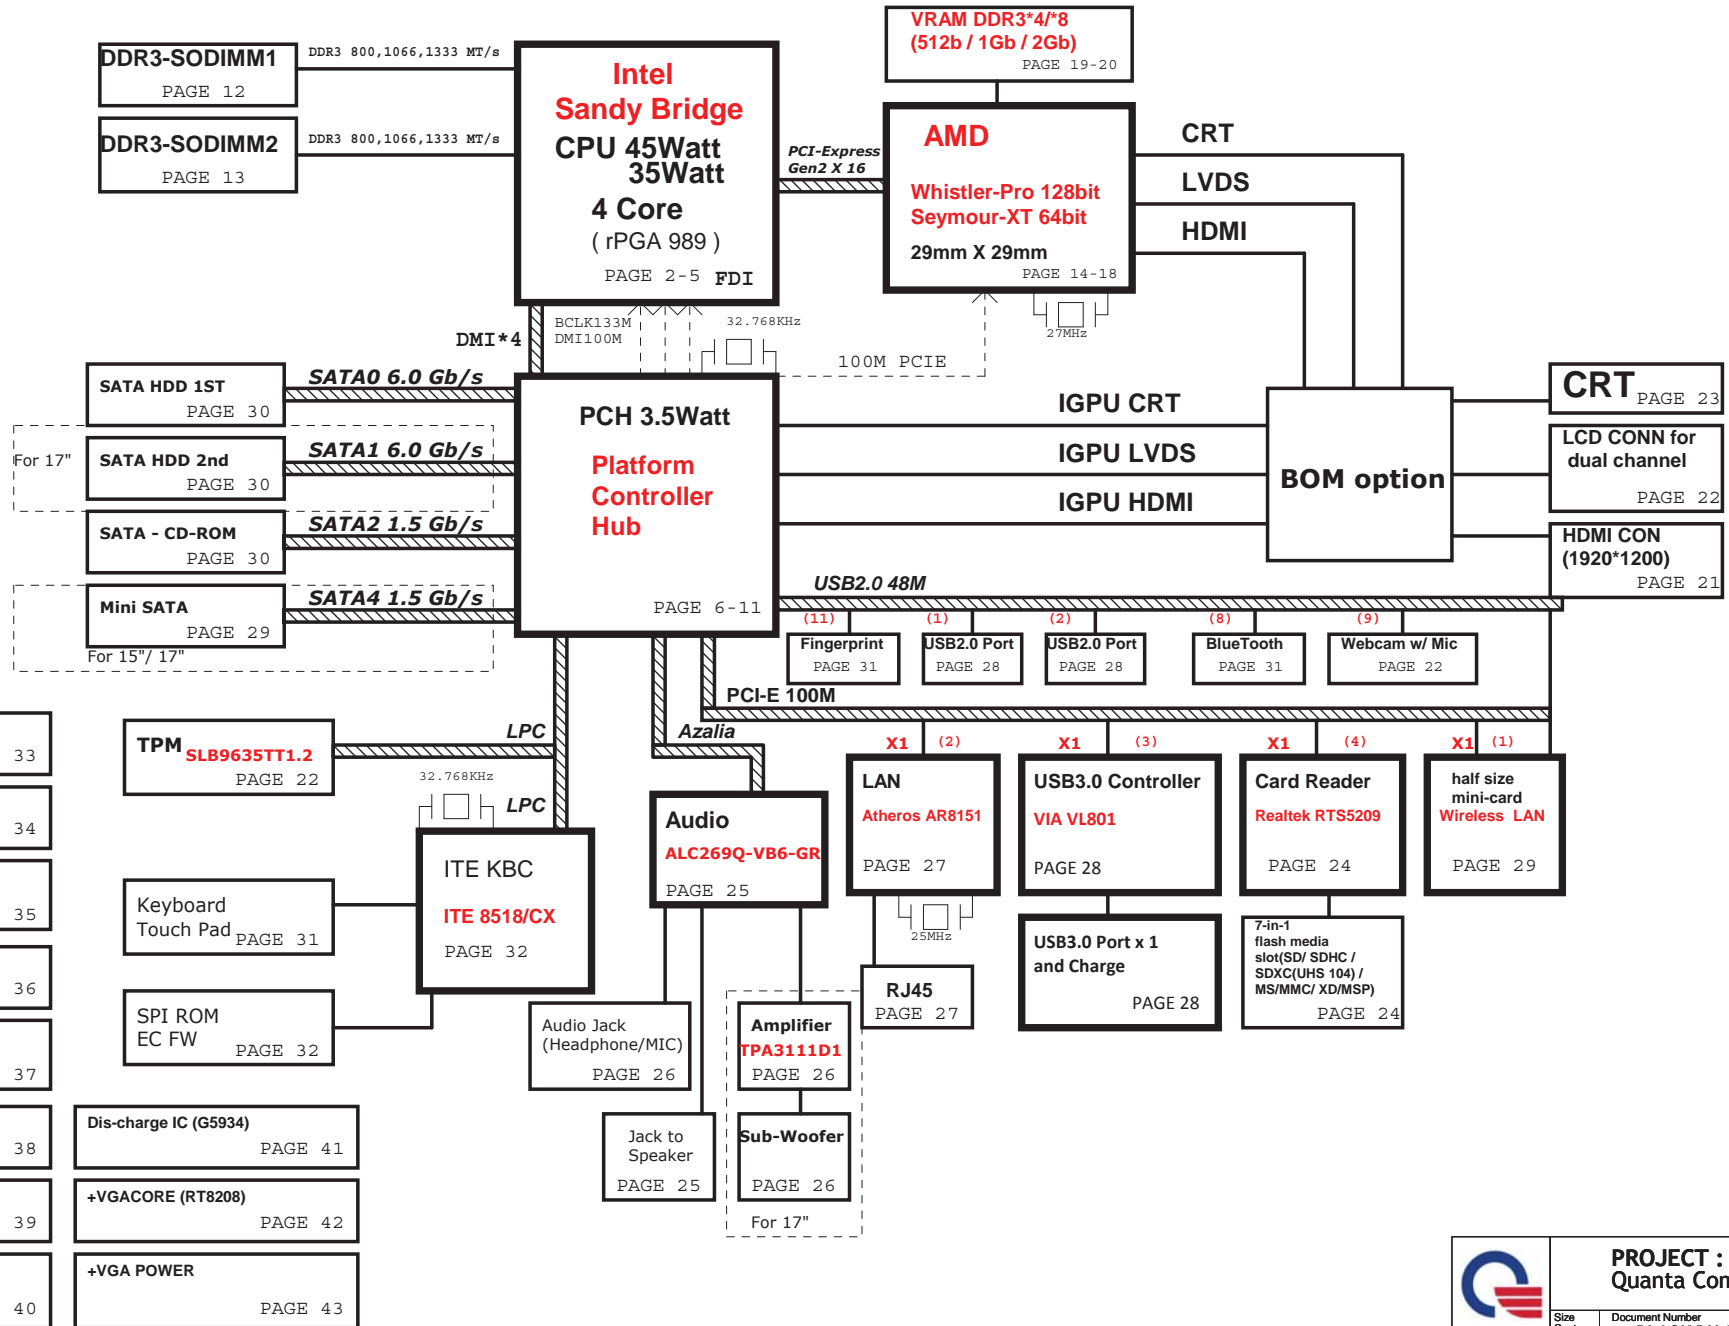 VRAM DDR3*4/*8
(512b / 1Gb / 2Gb)
PAGE 19-20
DDR3-SODIMM1
PAGE 12
DDR3 800,1066,1333 MT/s
DDR3-SODIMM2
PAGE 13
DDR3 800,1066,1333 MT/s
Intel
Sandy Bridge
CPU 45Watt
35Watt
4 Core
( rPGA 989 )
PAGE 2-5 FDI
PCI-Express
Gen2 X 16
AMD
Whistler-Pro 128bit
Seymour-XT 64bit
29mm X 29mm
PAGE 14-18
CRT
LVDS
HDMI
27MHz
DMI*4
BCLK133M
DMI100M
32.768KHz
100M PCIE
SATA HDD 1ST
PAGE 30
SATA0 6.0 Gb/s
For 17"
SATA HDD 2nd
PAGE 30
SATA1 6.0 Gb/s
SATA - CD-ROM
PAGE 30
SATA2 1.5 Gb/s
Mini SATA
PAGE 29
SATA4 1.5 Gb/s
For 15"/ 17"
PCH 3.5Watt
Platform
Controller
Hub
PAGE 6-11
IGPU CRT
IGPU LVDS
IGPU HDMI
BOM option
CRT
PAGE 23
LCD CONN for
dual channel
PAGE 22
HDMI CON
(1920*1200)
PAGE 21
USB2.0 48M
(11)
Fingerprint
PAGE 31
(1)
USB2.0 Port
PAGE 28
(2)
USB2.0 Port
PAGE 28
(8)
BlueTooth
PAGE 31
(9)
Webcam w/ Mic
PAGE 22
PCI-E 100M
TPM SLB9635TT1.2
PAGE 22
LPC
Azalia
32.768KHz
LPC
ITE KBC
ITE 8518/CX
PAGE 32
Keyboard
Touch Pad
PAGE 31
SPI ROM
EC FW
PAGE 32
Audio
ALC269Q-VB6-GR
PAGE 25
Audio Jack
(Headphone/MIC)
PAGE 26
Jack to
Speaker
PAGE 25
Amplifier
TPA3111D1
PAGE 26
Sub-Woofer
PAGE 26
For 17"
X1 (2)
LAN
Atheros AR8151
PAGE 27
25MHz
RJ45
PAGE 27
X1 (3)
USB3.0 Controller
VIA VL801
PAGE 28
USB3.0 Port x 1
and Charge
PAGE 28
X1 (4)
Card Reader
Realtek RTS5209
PAGE 24
7-in-1
flash media
slot(SD/ SDHC /
SDXC(UHS 104) /
MS/MMC/ XD/MSP)
PAGE 24
X1 (1)
half size
mini-card
Wireless LAN
PAGE 29
33
34
35
36
37
38
39
40
Dis-charge IC (G5934)
PAGE 41
+VGACORE (RT8208)
PAGE 42
+VGA POWER
PAGE 43
PROJECT :
Quanta Con
Size
Document Number